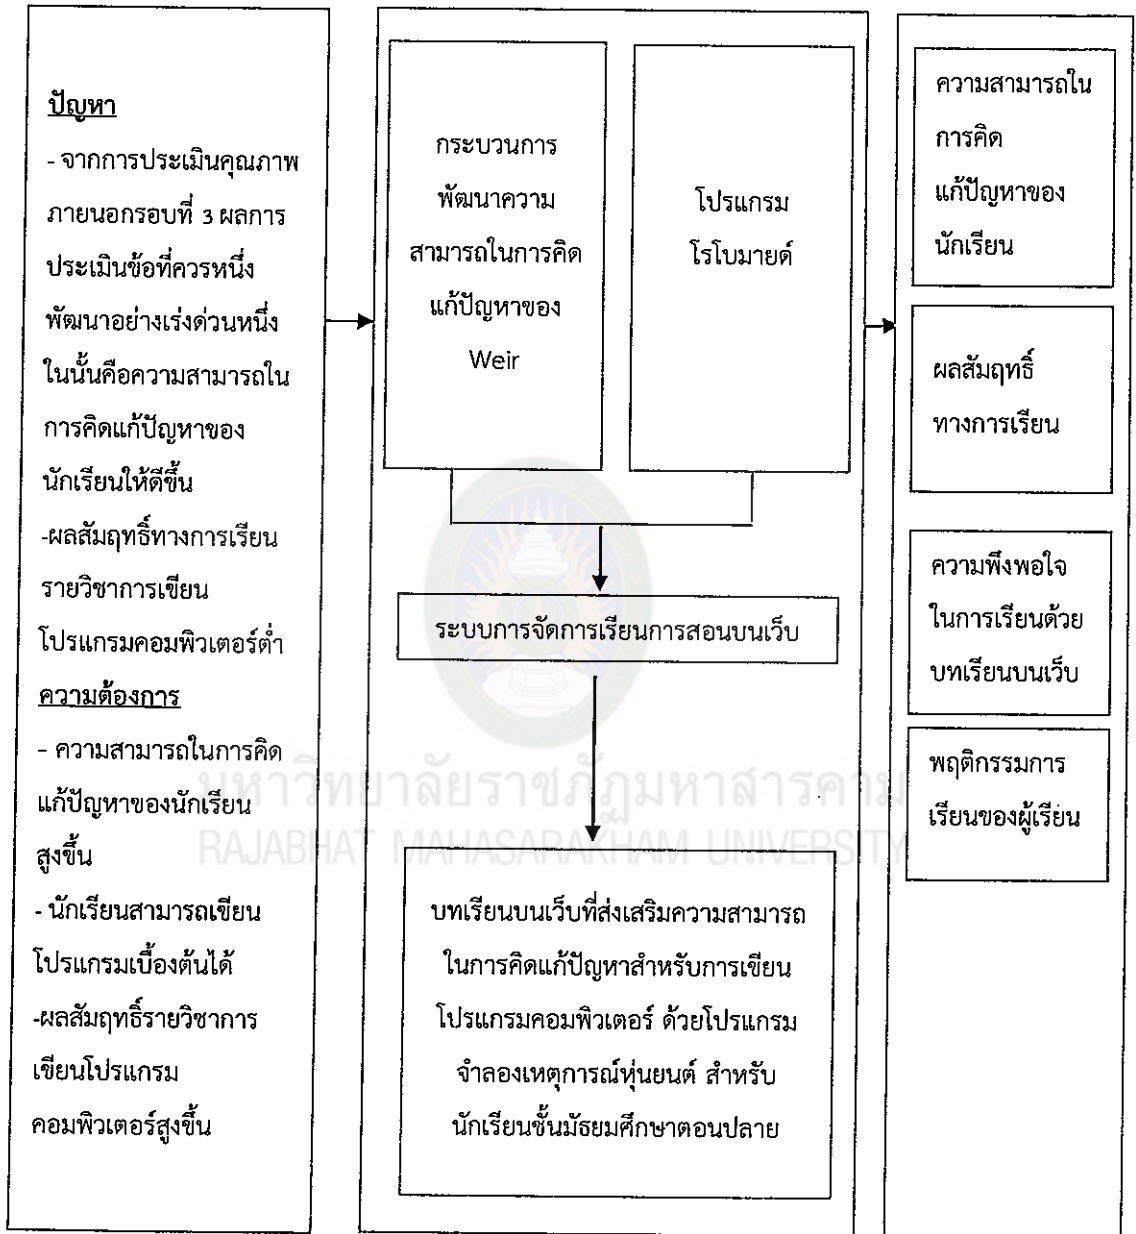 ปัญหา
- จากการประเมินคุณภาพ
ภายนอกรอบที่ 3 ผลการ
ประเมินข้อที่ควรหนึ่ง
พัฒนาอย่างเร่งด่วนหนึ่ง
ในนั้นคือความสามารถใน
การคิดแก้ปัญหาของ
นักเรียนให้ดีขึ้น
-ผลสัมฤทธิ์ทางการเรียน
รายวิชาการเขียน
โปรแกรมคอมพิวเตอร์ต่ำ
ความต้องการ
- ความสามารถในการคิด
แก้ปัญหาของนักเรียน
สูงขึ้น
- นักเรียนสามารถเขียน
โปรแกรมเบื้องต้นได้
-ผลสัมฤทธิ์รายวิชาการ
เขียนโปรแกรม
คอมพิวเตอร์สูงขึ้น
กระบวนการ
พัฒนาความ
สามารถในการคิด
แก้ปัญหาของ
Weir
โปรแกรม
โรโบมายด์
ระบบการจัดการเรียนการสอนบนเว็บ
บทเรียนบนเว็บที่ส่งเสริมความสามารถ
ในการคิดแก้ปัญหาสำหรับการเขียน
โปรแกรมคอมพิวเตอร์ ด้วยโปรแกรม
จำลองเหตุการณ์หุ่นยนต์ สำหรับ
นักเรียนชั้นมัธยมศึกษาตอนปลาย
ความสามารถใน
การคิด
แก้ปัญหาของ
นักเรียน
ผลสัมฤทธิ์
ทางการเรียน
ความพึงพอใจ
ในการเรียนด้วย
บทเรียนบนเว็บ
พฤติกรรมการ
เรียนของผู้เรียน
มหาวิทยาลัยราชภัฏมหาสารคาม
RAJABHAT MAHASARAKHAM UNIVERSITY